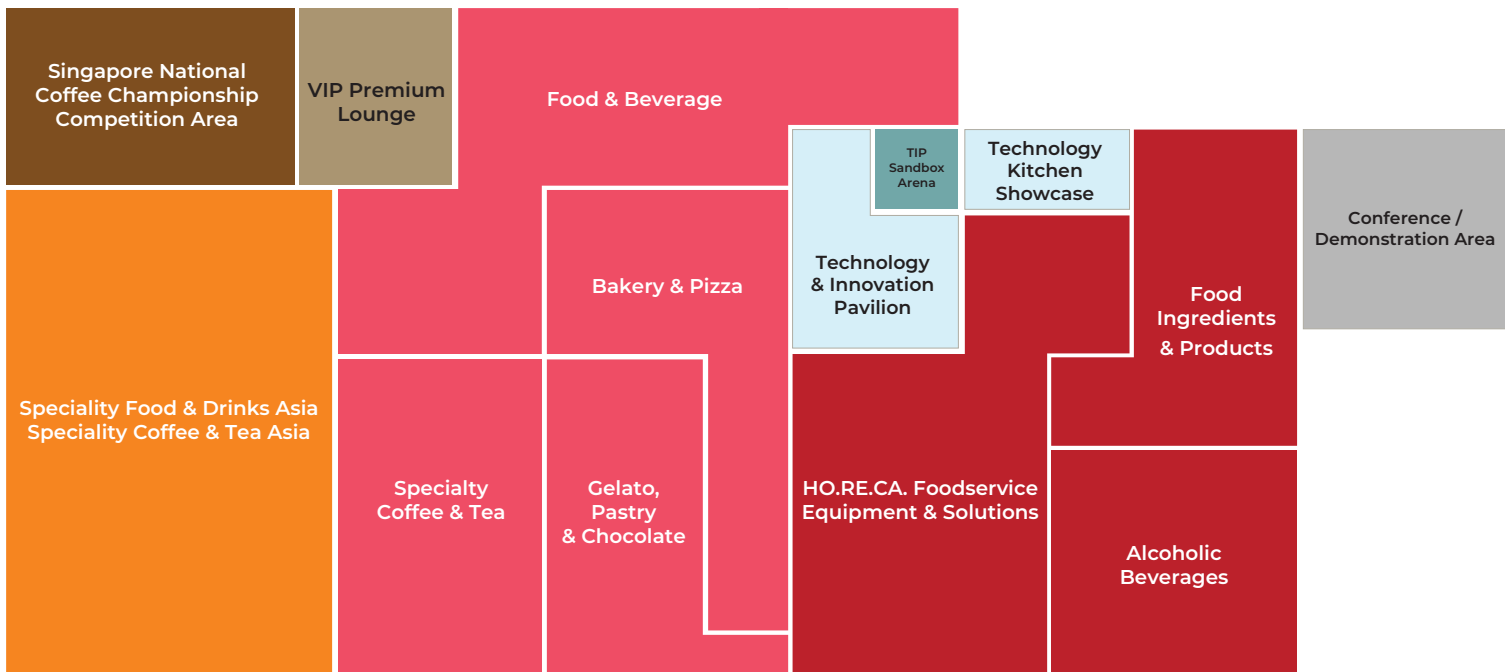 Singapore National
Coffee Championship
Competition Area
VIP Premium
Lounge
Food & Beverage
TIP
Sandbox
Arena
Technology
Kitchen
Showcase
Conference /
Demonstration Area
Technology
& Innovation
Pavilion
Bakery & Pizza
Food
Ingredients
& Products
Speciality Food & Drinks Asia
Speciality Coffee & Tea Asia
Specialty
Coffee & Tea
Gelato,
Pastry
& Chocolate
HO.RE.CA. Foodservice
Equipment & Solutions
Alcoholic
Beverages